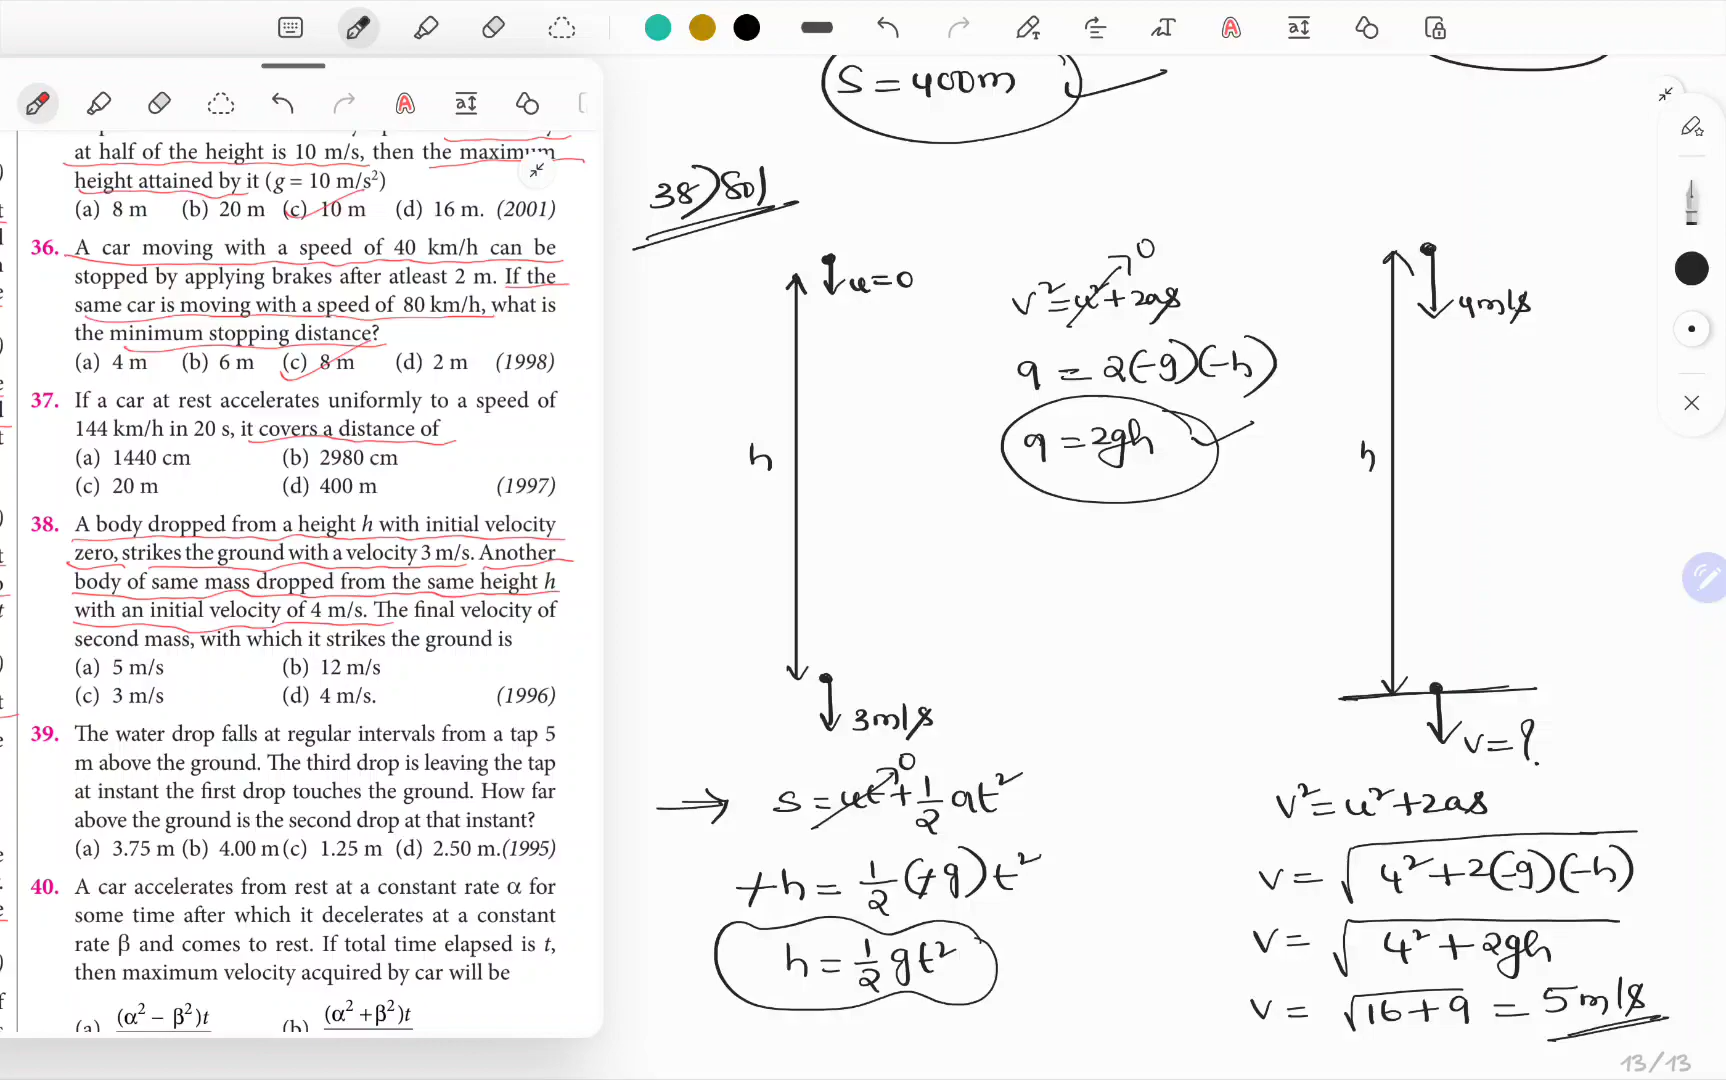 at half of the height is 10 m/s, then the maximum
height attained by it (g = 10 m/s²)
(a) 8 m (b) 20 m (c) 10 m (d) 16 m. (2001)
36. A car moving with a speed of 40 km/h can be
stopped by applying brakes after atleast 2 m. If the
same car is moving with a speed of 80 km/h, what is
the minimum stopping distance?
(a) 4 m (b) 6 m (c) 8 m (d) 2 m (1998)
37. If a car at rest accelerates uniformly to a speed of
144 km/h in 20 s, it covers a distance of
(a) 1440 cm (b) 2980 cm
(c) 20 m (d) 400 m (1997)
38. A body dropped from a height h with initial velocity
zero, strikes the ground with a velocity 3 m/s. Another
body of same mass dropped from the same height h
with an initial velocity of 4 m/s. The final velocity of
second mass, with which it strikes the ground is
(a) 5 m/s (b) 12 m/s
(c) 3 m/s (d) 4 m/s. (1996)
39. The water drop falls at regular intervals from a tap 5
m above the ground. The third drop is leaving the tap
at instant the first drop touches the ground. How far
above the ground is the second drop at that instant?
(a) 3.75 m (b) 4.00 m (c) 1.25 m (d) 2.50 m. (1995)
40. A car accelerates from rest at a constant rate α for
some time after which it decelerates at a constant
rate β and comes to rest. If total time elapsed is t,
then maximum velocity acquired by car will be
(a) (α² − β²)t (b) (α² + β²)t
S = 400m
38) Sol
u = 0
h
3m/s
→ s = ut + 1/2 at²
0
+h = 1/2 (+g) t²
h = 1/2 gt²
0
v² = u² + 2as
9 = 2(-g)(-h)
9 = 2gh
4m/s
h
v = ?
v² = u² + 2as
v = √4² + 2(-g)(-h)
v = √4² + 2gh
v = √16 + 9 = 5m/s
13/13